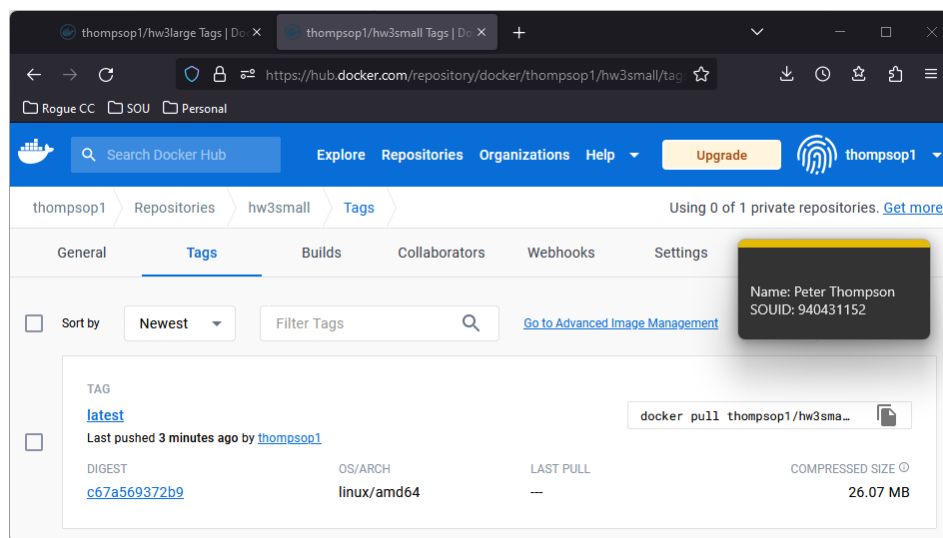 thompsop1/hw3large Tags | Doc
thompsop1/hw3small Tags | Do
https://hub.docker.com/repository/docker/thompsop1/hw3small/tag
Rogue CC SOU Personal
Search Docker Hub Explore Repositories Organizations Help Upgrade thompsop1
thompsop1 Repositories hw3small Tags Using 0 of 1 private repositories. Get more
General Tags Builds Collaborators Webhooks Settings
Name: Peter Thompson
SOUID: 940431152
Sort by Newest Filter Tags Go to Advanced Image Management
TAG
latest
docker pull thompsop1/hw3sma…
Last pushed 3 minutes ago by thompsop1
DIGEST OS/ARCH LAST PULL COMPRESSED SIZE
c67a569372b9 linux/amd64 --- 26.07 MB